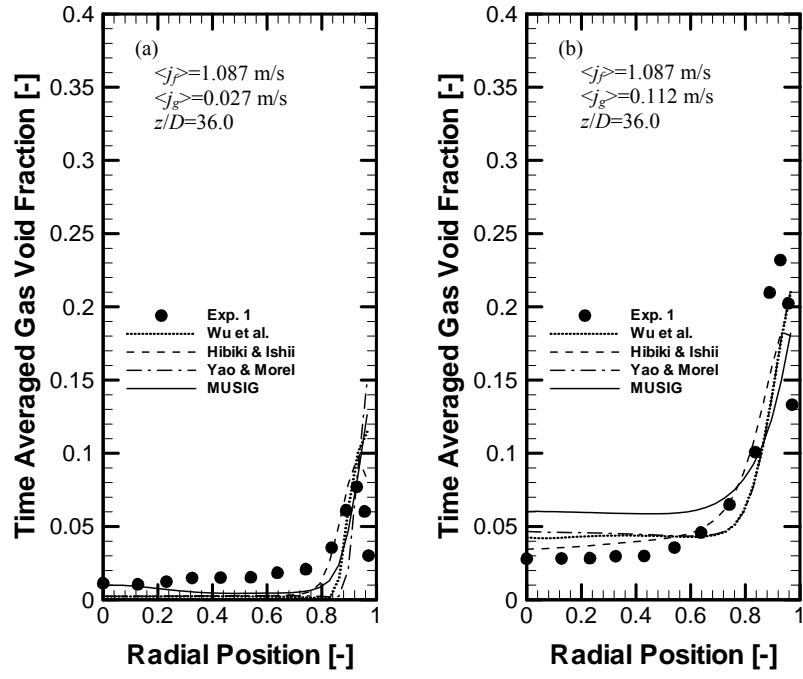 (a)
<jf>=1.087 m/s
<jg>=0.027 m/s
z/D=36.0
Time Averaged Gas Void Fraction [-]
0.4
0.35
0.3
0.25
0.2
0.15
0.1
0.05
0
Exp. 1
Wu et al.
Hibiki & Ishii
Yao & Morel
MUSIG
0 0.2 0.4 0.6 0.8 1
Radial Position [-]
(b)
<jf>=1.087 m/s
<jg>=0.112 m/s
z/D=36.0
Time Averaged Gas Void Fraction [-]
0.4
0.35
0.3
0.25
0.2
0.15
0.1
0.05
0
Exp. 1
Wu et al.
Hibiki & Ishii
Yao & Morel
MUSIG
0 0.2 0.4 0.6 0.8 1
Radial Position [-]